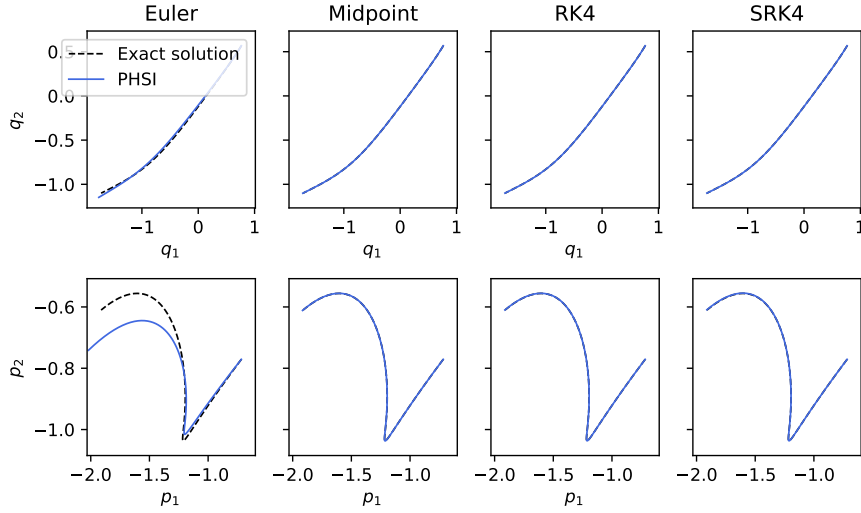 Euler Midpoint RK4 SRK4
Exact solution
PHSI
q₂
0.5
0.0
−0.5
−1.0
−1 0 1
−1 0 1
−1 0 1
−1 0 1
q₁ q₁ q₁ q₁
p₂
−0.6
−0.8
−1.0
−2.0 −1.5 −1.0
−2.0 −1.5 −1.0
−2.0 −1.5 −1.0
−2.0 −1.5 −1.0
p₁ p₁ p₁ p₁